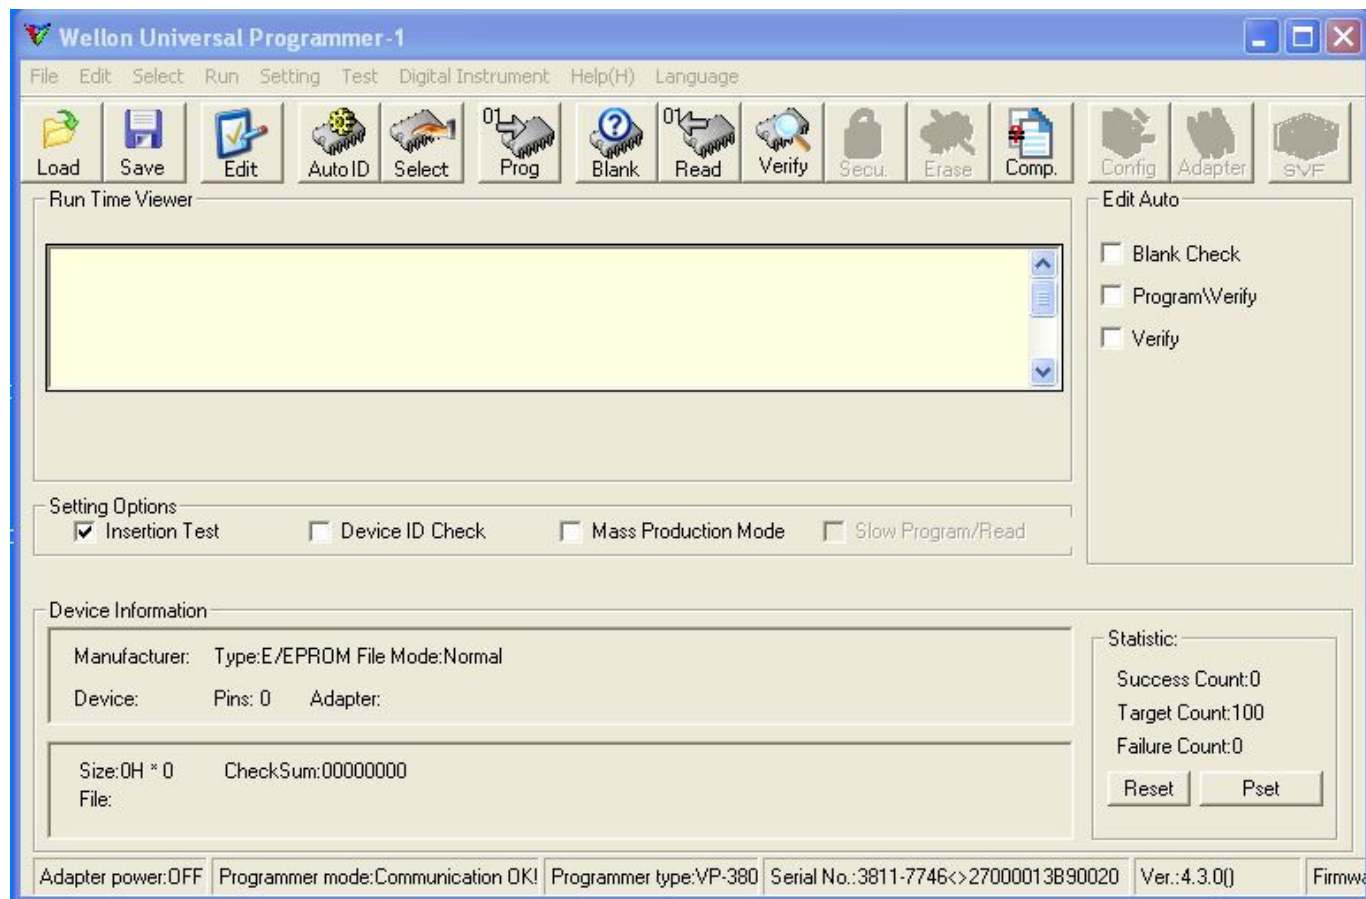 Wellon Universal Programmer-1
File Edit Select Run Setting Test Digital Instrument Help(H) Language
Load Save Edit AutoID Select Prog Blank Read Verify Secu. Erase Comp. Config Adapter SVF
Run Time Viewer
Edit Auto
Blank Check
Program\Verify
Verify
Setting Options
Insertion Test Device ID Check Mass Production Mode Slow Program/Read
Device Information
Manufacturer: Type:E/EPROM File Mode:Normal
Device: Pins: 0 Adapter:
Size:0H * 0 CheckSum:00000000
File:
Statistic:
Success Count:0
Target Count:100
Failure Count:0
Reset Pset
Adapter power:OFF Programmer mode:Communication OK! Programmer type:VP-380 Serial No.:3811-7746<>27000013B90020 Ver.:4.3.0() Firmwa